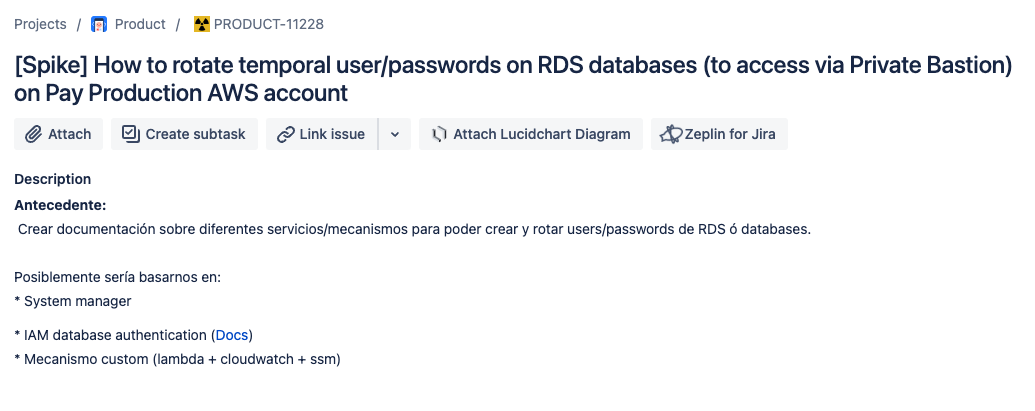 Projects / Product / PRODUCT-11228
[Spike] How to rotate temporal user/passwords on RDS databases (to access via Private Bastion)
on Pay Production AWS account
Attach Create subtask Link issue Attach Lucidchart Diagram Zeplin for Jira
Description
Antecedente:
Crear documentación sobre diferentes servicios/mecanismos para poder crear y rotar users/passwords de RDS ó databases.
Posiblemente sería basarnos en:
* System manager
* IAM database authentication (Docs)
* Mecanismo custom (lambda + cloudwatch + ssm)